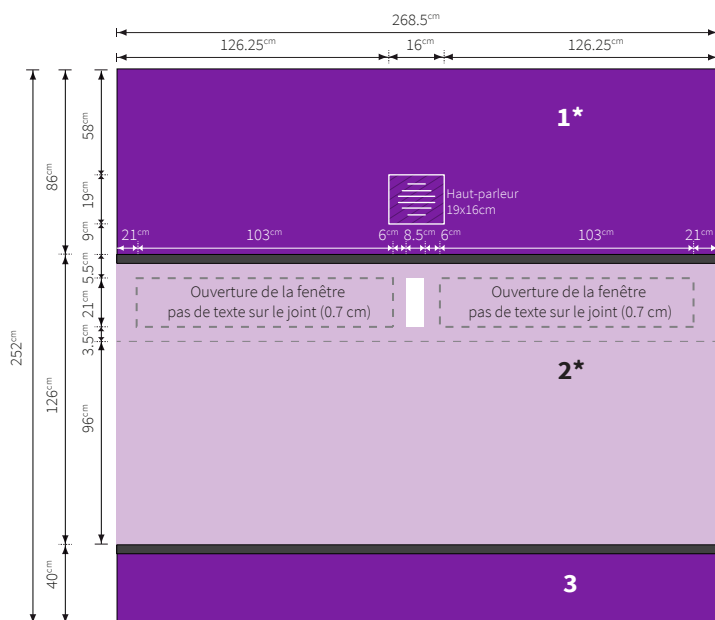 268.5cm
126.25cm 16cm 126.25cm
58cm
1*
86cm
19cm
Haut-parleur
19x16cm
9cm
21cm 103cm 6cm 8.5cm 6cm 103cm 21cm
5.5cm
Ouverture de la fenêtre
pas de texte sur le joint (0.7 cm)
Ouverture de la fenêtre
pas de texte sur le joint (0.7 cm)
21cm
3.5cm
252cm
2*
126cm
96cm
40cm
3